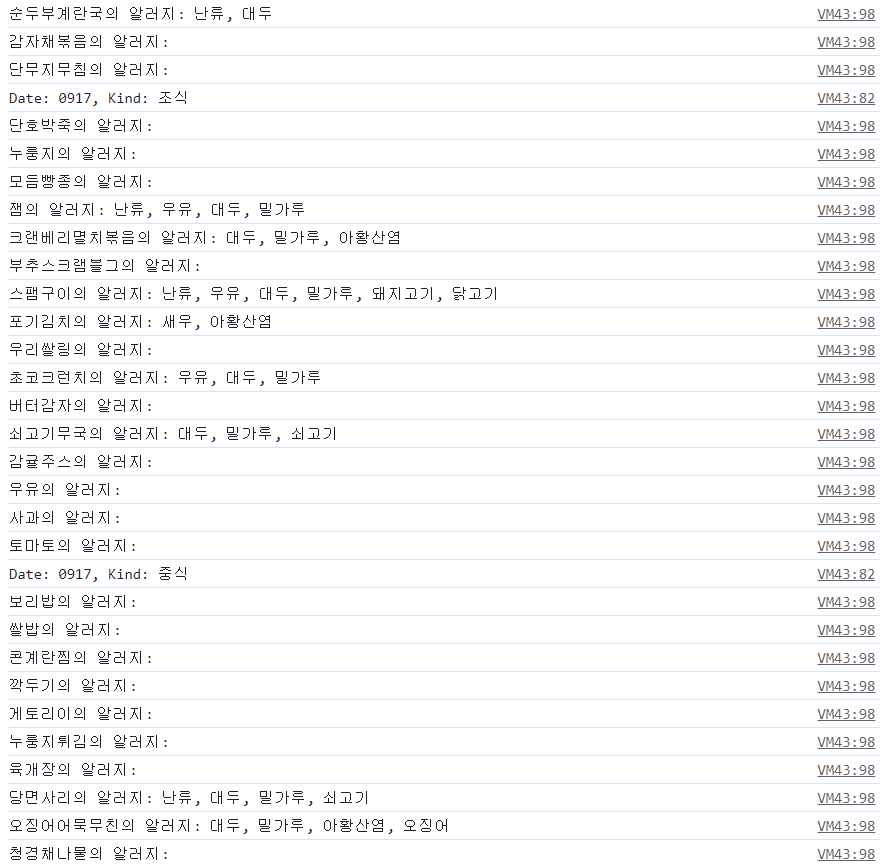 순두부계란국의 알러지: 난류, 대두 VM43:98
감자채볶음의 알러지: VM43:98
단무지무침의 알러지: VM43:98
Date: 0917, Kind: 조식 VM43:82
단호박죽의 알러지: VM43:98
누룽지의 알러지: VM43:98
모듬빵종의 알러지: VM43:98
잼의 알러지: 난류, 우유, 대두, 밀가루 VM43:98
크랜베리멸치볶음의 알러지: 대두, 밀가루, 아황산염 VM43:98
부추스크램블그의 알러지: VM43:98
스팸구이의 알러지: 난류, 우유, 대두, 밀가루, 돼지고기, 닭고기 VM43:98
포기김치의 알러지: 새우, 아황산염 VM43:98
우리쌀링의 알러지: VM43:98
초코크런치의 알러지: 우유, 대두, 밀가루 VM43:98
버터감자의 알러지: VM43:98
쇠고기무국의 알러지: 대두, 밀가루, 쇠고기 VM43:98
감귤주스의 알러지: VM43:98
우유의 알러지: VM43:98
사과의 알러지: VM43:98
토마토의 알러지: VM43:98
Date: 0917, Kind: 중식 VM43:82
보리밥의 알러지: VM43:98
쌀밥의 알러지: VM43:98
콘계란찜의 알러지: VM43:98
깍두기의 알러지: VM43:98
게토리이의 알러지: VM43:98
누룽지튀김의 알러지: VM43:98
육개장의 알러지: VM43:98
당면사리의 알러지: 난류, 대두, 밀가루, 쇠고기 VM43:98
오징어어묵무친의 알러지: 대두, 밀가루, 아황산염, 오징어 VM43:98
청경채나물의 알러지: VM43:98